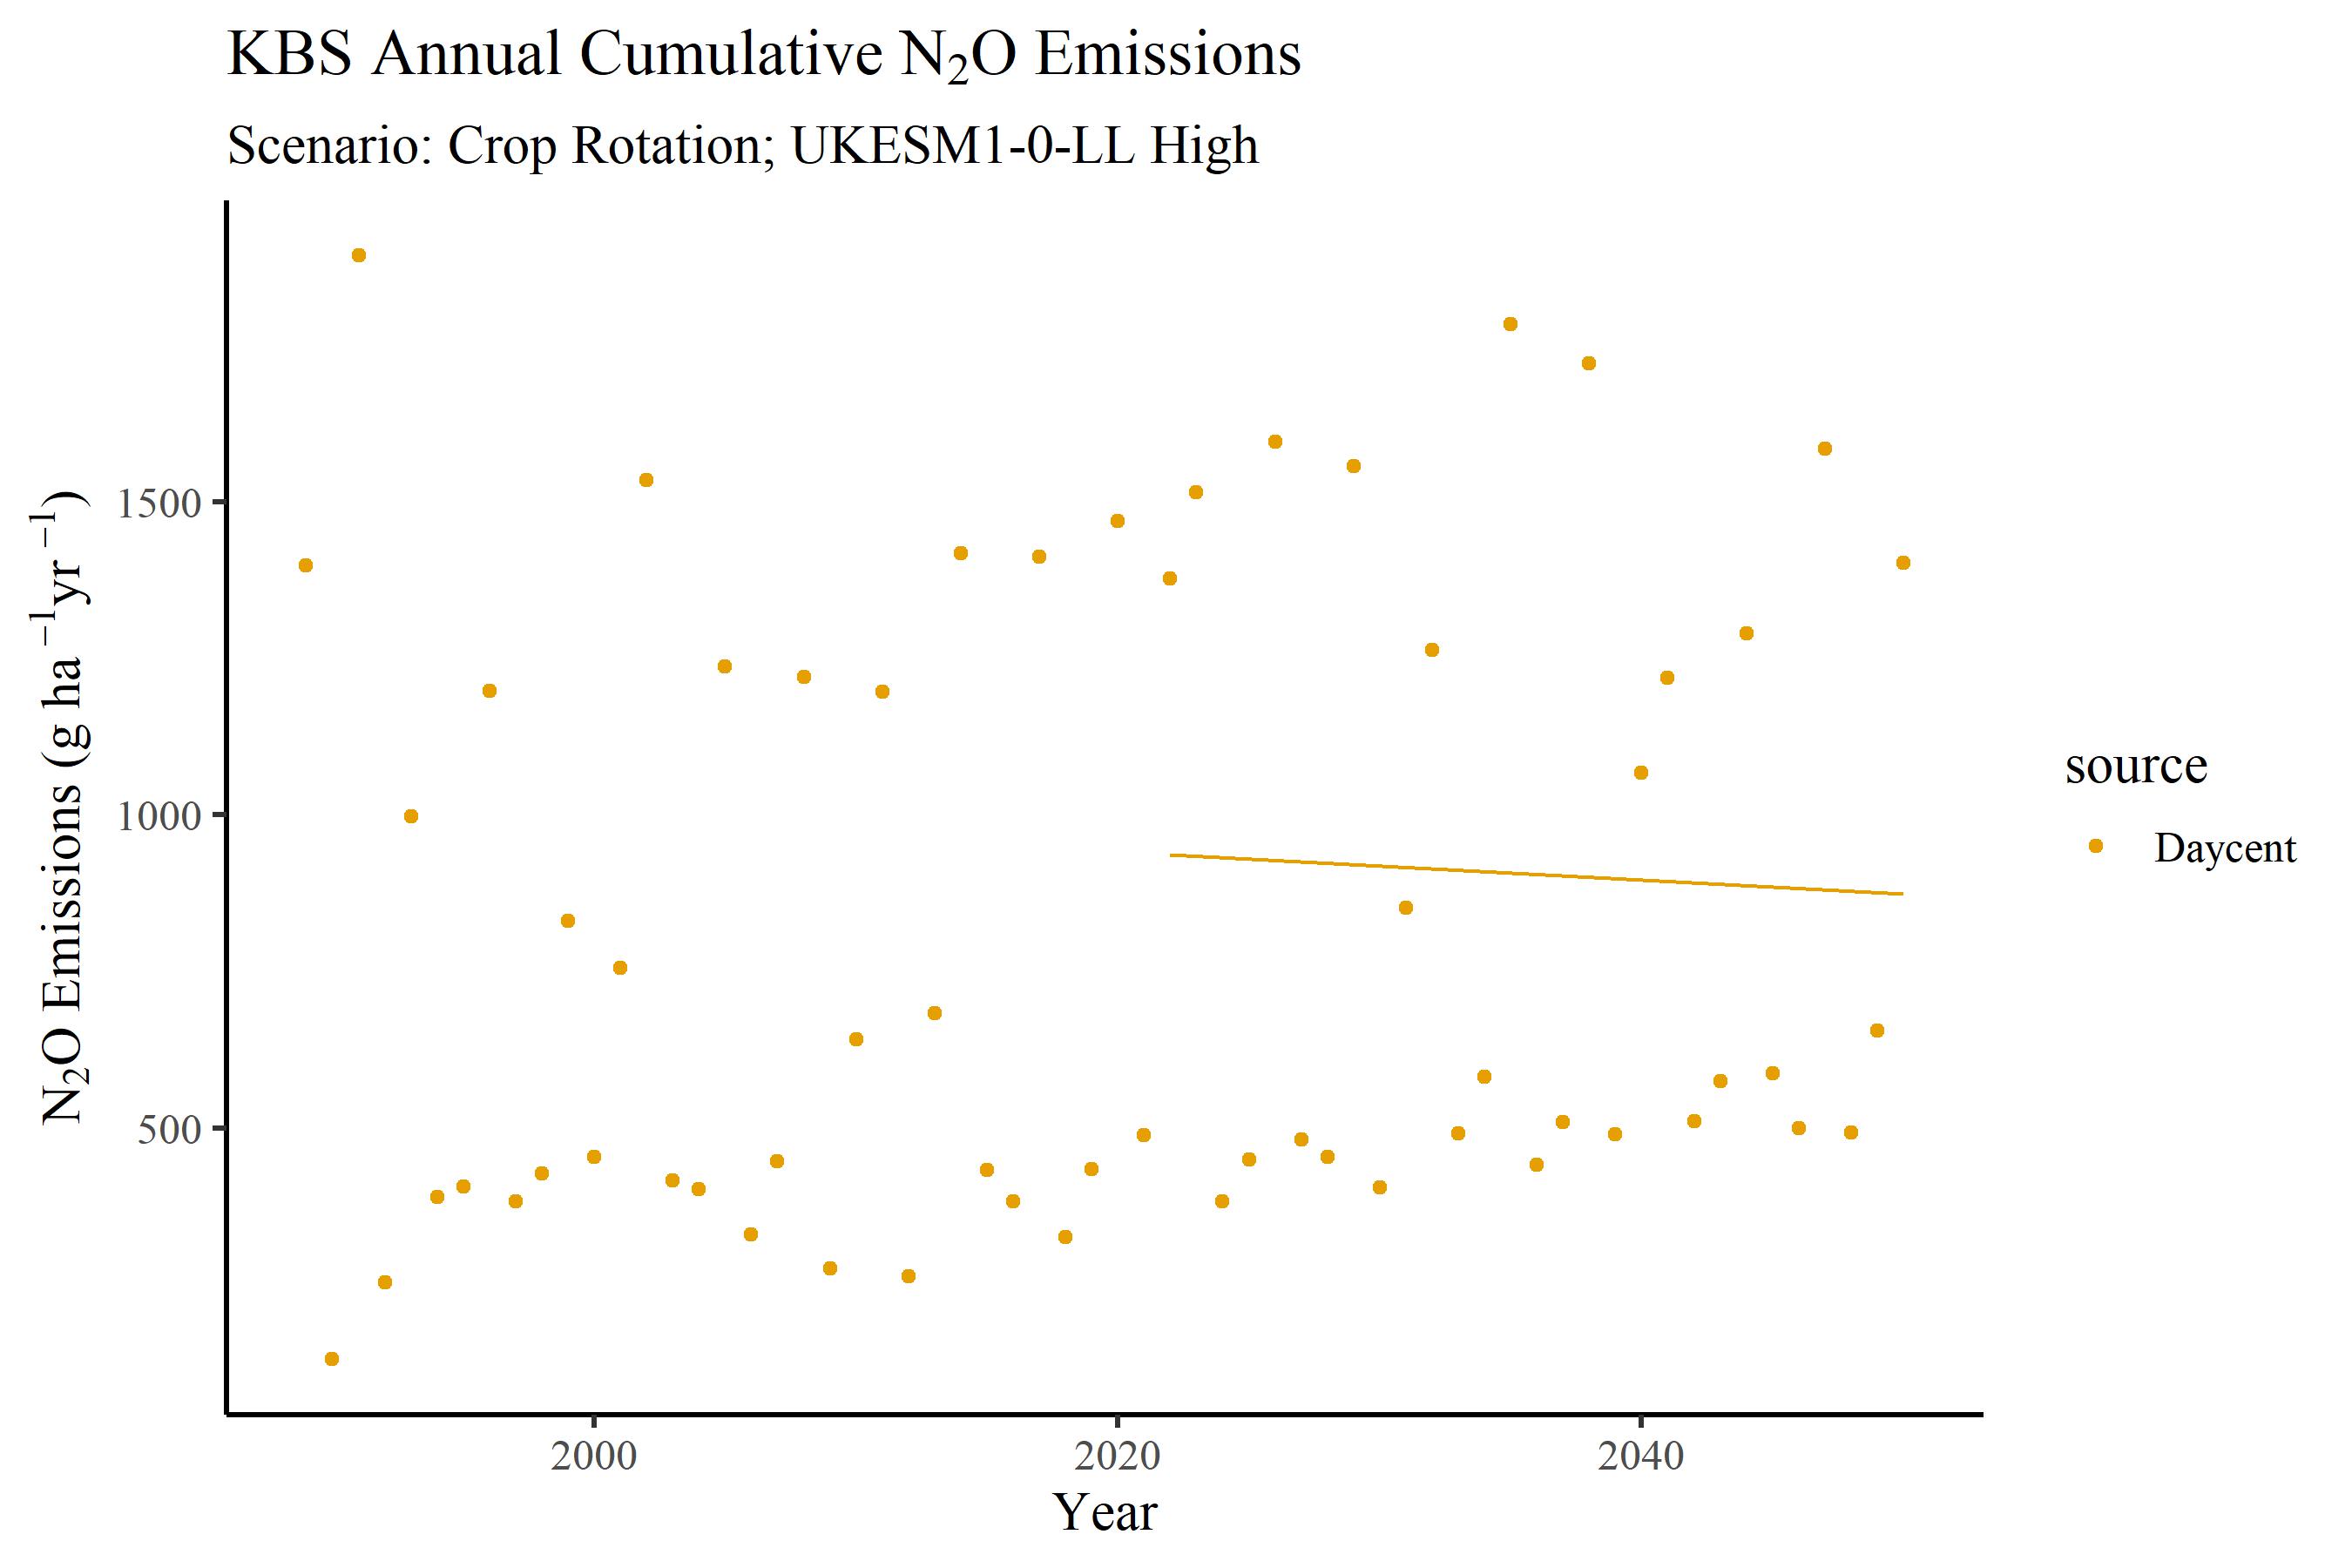 KBS Annual Cumulative N₂O Emissions
Scenario: Crop Rotation; UKESM1-0-LL High
N₂O Emissions (g ha⁻¹yr⁻¹)
1500
1000
500
2000 2020 2040
Year
source
Daycent